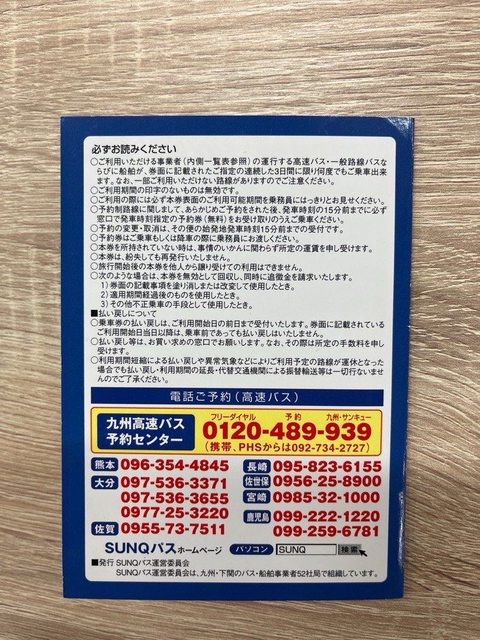 必ずお読みください
○ご利用いただける事業者(内側一覧表参照)の運行する高速バス・一般路線バスな
らびに船舶が、券面に記載されたご指定の連続した3日間に限り何度でもご乗車出来
ます。なお、一部ご利用いただけない路線がありますのでご注意ください。
○ご利用期間の印字のないものは無効です。
○ご利用の際には必ず本券表面のご利用可能期間を乗務員にはっきりとお見せください。
○予約制路線に関しまして、あらかじめご予約をされた後、発車時刻の15分前までに必ず
窓口で発車時刻指定の予約券(無料)をお受け取りのうえご乗車ください。
○予約の変更・取消は、その便の始発地発車時刻15分前までの受付です。
○予約券はご乗車もしくは降車の際に乗務員にお渡しください。
○本券を所持されていない時は、事情のいかんに関わらず所定の運賃を申し受けます。
○本券は、紛失しても再発行いたしません。
○旅行開始後の本券を他人から譲り受けての利用はできません。
○次のような場合は、本券を無効として回収し、同時に追徴金を請求いたします。
1)券面の記載事項を塗り消しまたは改変して使用したとき。
2)適用期間経過後のものを使用したとき。
3)その他不正乗車の手段として使用したとき。
■払い戻しについて
○乗車券の払い戻しは、ご利用開始日の前日まで受付いたします。券面に記載されている
ご利用開始日当日以降は、乗車前であっても払い戻しはいたしません。
○払い戻し等は、お買い求めの窓口でお願いします。なお、その際は所定の手数料を申し
受けます。
○利用期間短縮による払い戻しや異常気象などによりご利用予定の路線が運休となった
場合でも払い戻し・利用期間の延長・代替交通機関による振替輸送等は一切行ないませ
んのでご了承ください。
電話ご予約(高速バス)
九州高速バス
予約センター
フリーダイヤル 予約 九州・サンキュー
0120-489-939
(携帯、PHSからは092-734-2727)
熊本 096-354-4845
大分 097-536-3371
097-536-3655
0977-25-3220
佐賀 0955-73-7511
長崎 095-823-6155
佐世保 0956-25-8900
宮崎 0985-32-1000
鹿児島 099-222-1220
099-259-6781
SUNQパスホームページ パソコン SUNQ 検索
■発行 SUNQパス運営委員会
SUNQパス運営委員会は、九州・下関のバス・船舶事業者52社局で組織しています。